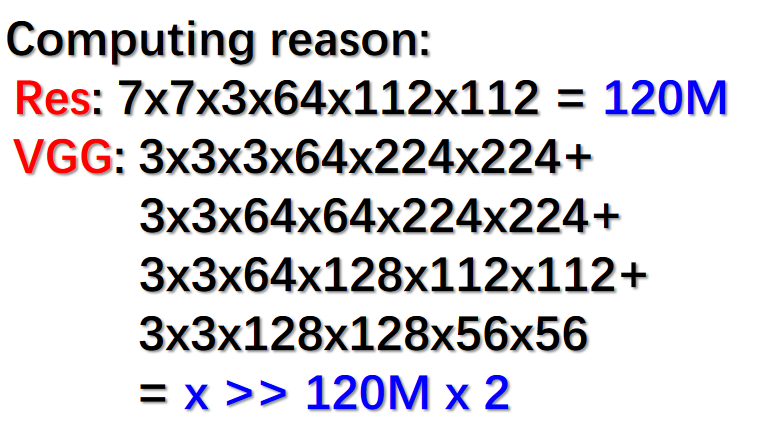 Computing reason:
Res: 7x7x3x64x112x112 = 120M
VGG: 3x3x3x64x224x224+
3x3x64x64x224x224+
3x3x64x128x112x112+
3x3x128x128x56x56
= x >> 120M x 2